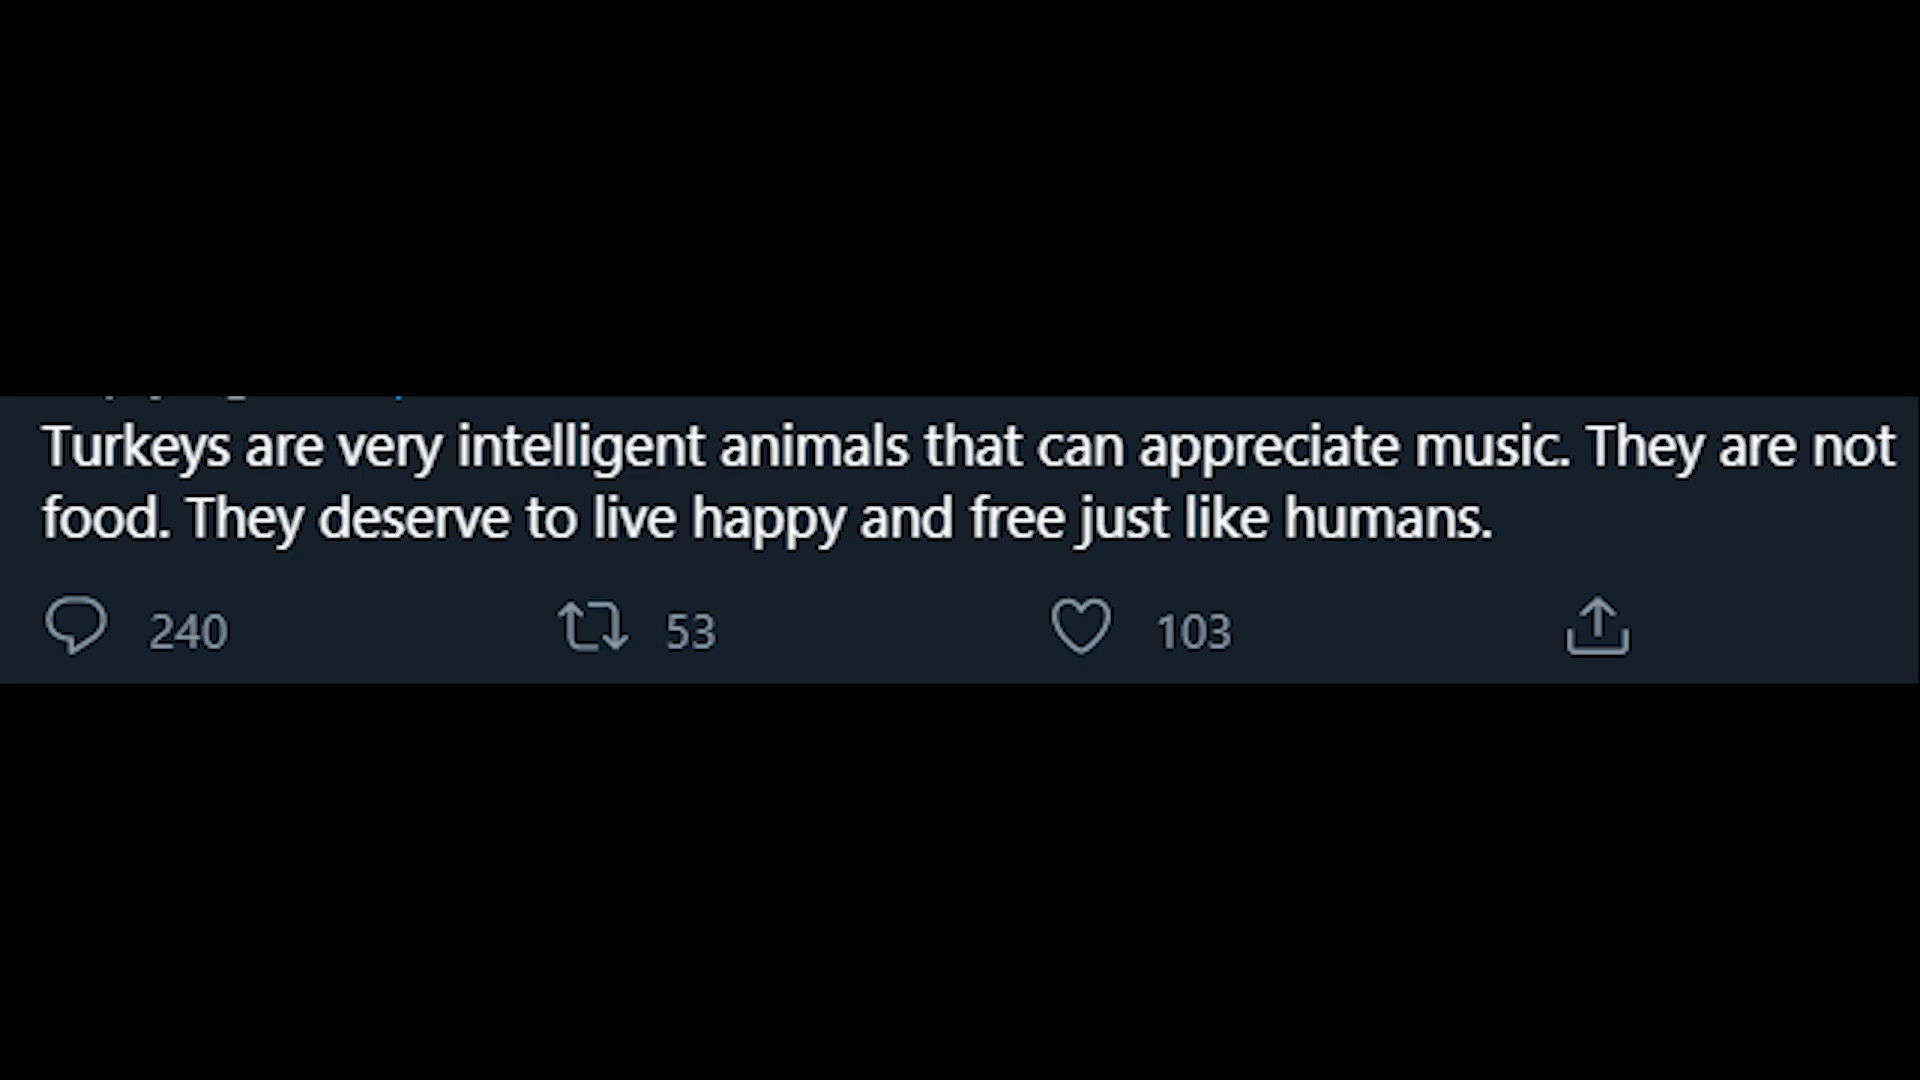 Turkeys are very intelligent animals that can appreciate music. They are not
food. They deserve to live happy and free just like humans.
240 53 103